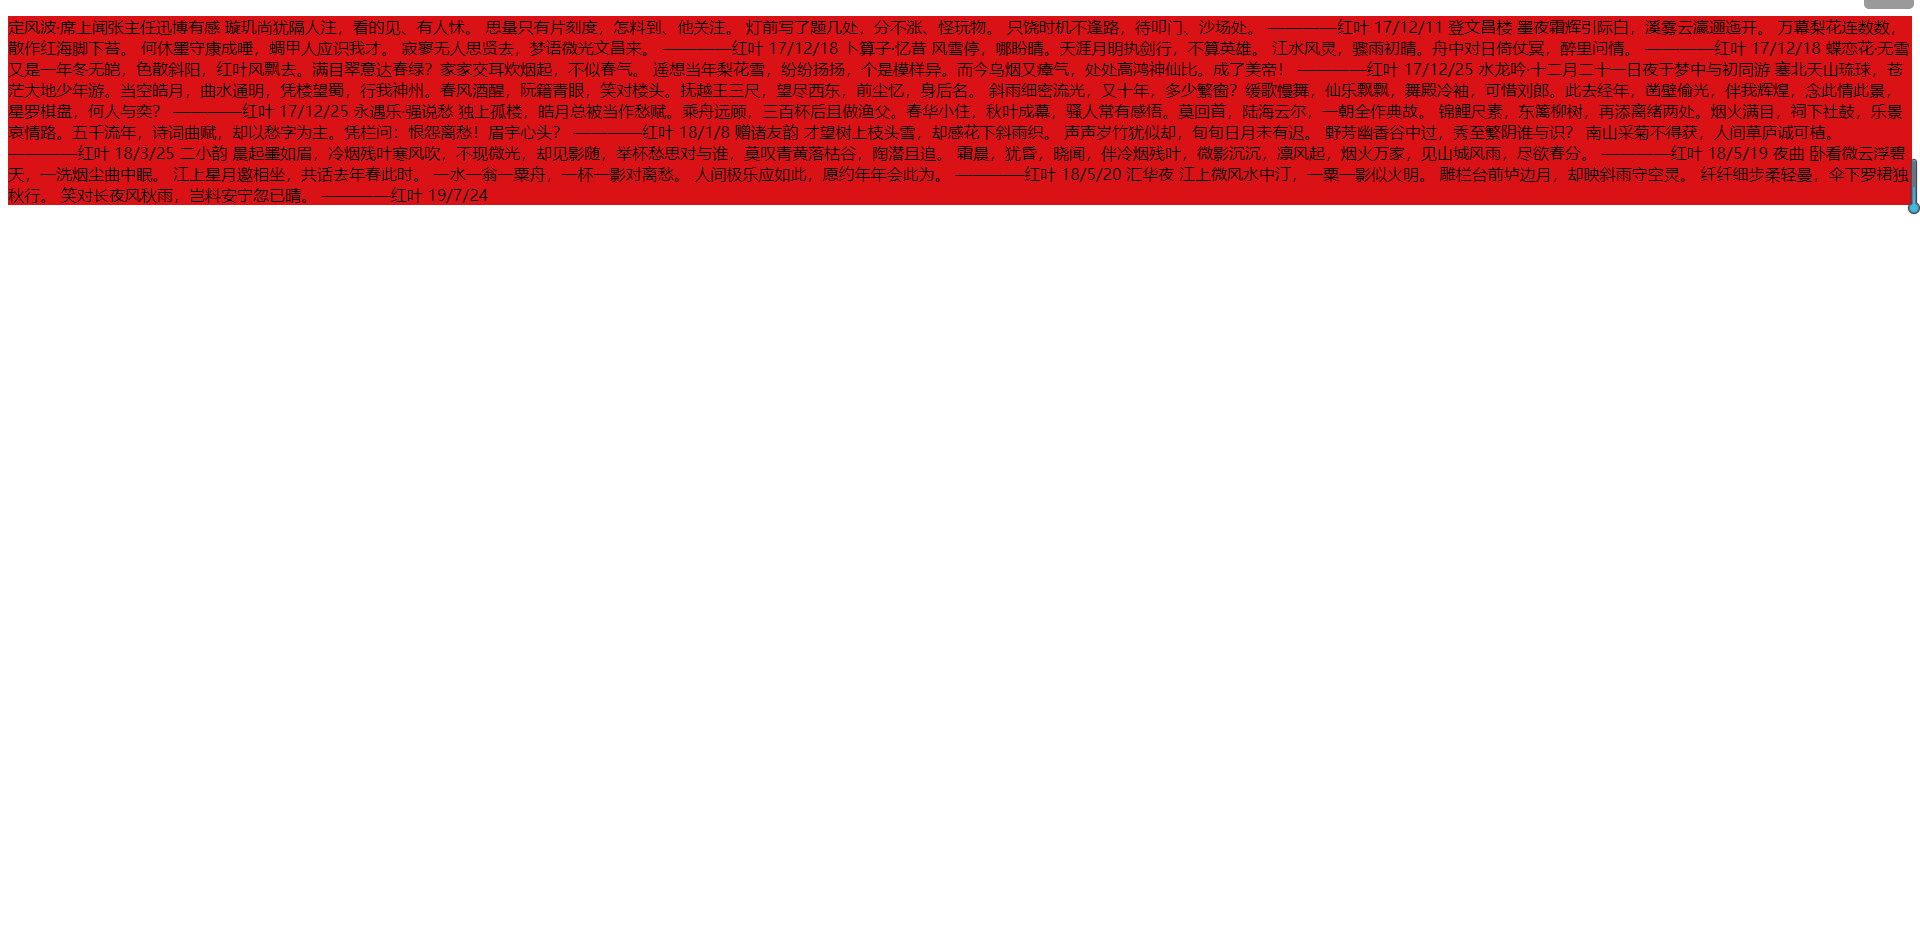 定风波·席上闻张主任迅博有感 璇玑尚犹隔人注，看的见、有人怵。 思量只有片刻度，怎料到、他关注。 灯前写了题几处，分不涨、怪玩物。 只饶时机不逢路，待叩门、沙场处。 —————红叶 17/12/11 登文昌楼 墨夜霜辉引际白，溪雾云瀛迤迤开。 万幕梨花连数数，
散作红海脚下苔。 何休墨守康成唾，蜩甲人应识我才。 寂寥无人思贤去，梦语微光文昌来。 —————红叶 17/12/18 卜算子·忆昔 风雪停，哪盼晴。天涯月明执剑行，不算英雄。 江水风灵，骤雨初晴。舟中对日倚仗冥，醉里问情。 —————红叶 17/12/18 蝶恋花·无雪
又是一年冬无皑，色散斜阳，红叶风飘去。满目翠意达春绿？家家交耳炊烟起，不似春气。 遥想当年梨花雪，纷纷扬扬，个是模样异。而今乌烟又瘴气，处处高鸿神仙比。成了美帝！ —————红叶 17/12/25 水龙吟·十二月二十一日夜于梦中与初同游 塞北天山琉球，苍
茫大地少年游。当空皓月，曲水通明，凭楼望蜀，行我神州。春风酒醒，阮籍青眼，笑对楼头。抚越王三尺，望尽西东，前尘忆，身后名。 斜雨细密流光，又十年，多少繁窗？缓歌慢舞，仙乐飘飘，舞殿冷袖，可惜刘郎。此去经年，凿壁偷光，伴我辉煌，念此情此景，
星罗棋盘，何人与奕？ —————红叶 17/12/25 永遇乐·强说愁 独上孤楼，皓月总被当作愁赋。乘舟远顾，三百杯后且做渔父。春华小住，秋叶成幕，骚人常有感悟。莫回首，陆海云尔，一朝全作典故。 锦鲤尺素，东篱柳树，再添离绪两处。烟火满目，祠下社鼓，乐景
哀情路。五千流年，诗词曲赋，却以愁字为主。凭栏问：恨怨离愁！眉宇心头？ —————红叶 18/1/8 赠诸友韵 才望树上枝头雪，却感花下斜雨织。 声声岁竹犹似却，旬旬日月未有迟。 野芳幽香谷中过，秀至繁阴谁与识？ 南山采菊不得获，人间草庐诚可植。
—————红叶 18/3/25 二小韵 晨起墨如眉，冷烟残叶寒风吹，不现微光，却见影随，举杯愁思对与谁，莫叹青黄落枯谷，陶潜且追。 霜晨，犹昏，晓闻，伴冷烟残叶，微影沉沉，凛风起，烟火万家，见山城风雨，尽欲春分。 —————红叶 18/5/19 夜曲 卧看微云浮碧
天，一洗烟尘曲中眠。 江上星月邀相坐，共话去年春此时。 一水一翁一粟舟，一杯一影对离愁。 人间极乐应如此，愿约年年会此为。 —————红叶 18/5/20 汇华夜 江上微风水中汀，一粟一影似火明。 雕栏台前垆边月，却映斜雨守空灵。 纤纤细步柔轻曼，伞下罗裙独
秋行。 笑对长夜风秋雨，岂料安宁忽已晴。 —————红叶 19/7/24